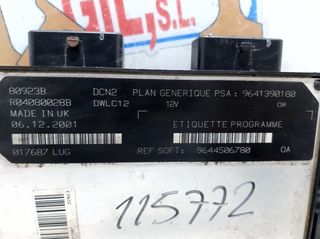 GIL, S.L.
80923B DCN2 PLAN GENERIQUE PSA : 9641390180
R04080028B DWLC12 12V OR
MADE IN UK
06.12.2001 ETIQUETTE PROGRAMME
017687 LUG REF SOFT: 9644506780 OA
115772